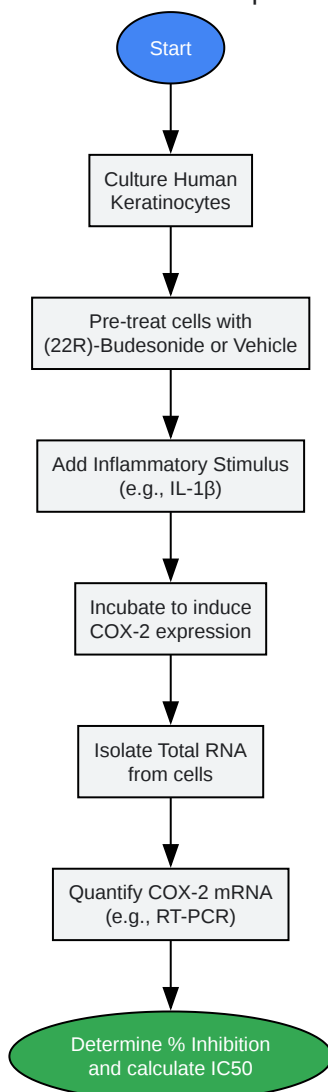 Start
Culture Human
Keratinocytes
Pre-treat cells with
(22R)-Budesonide or Vehicle
Add Inflammatory Stimulus
(e.g., IL-1β)
Incubate to induce
COX-2 expression
Isolate Total RNA
from cells
Quantify COX-2 mRNA
(e.g., RT-PCR)
Determine % Inhibition
and calculate IC50